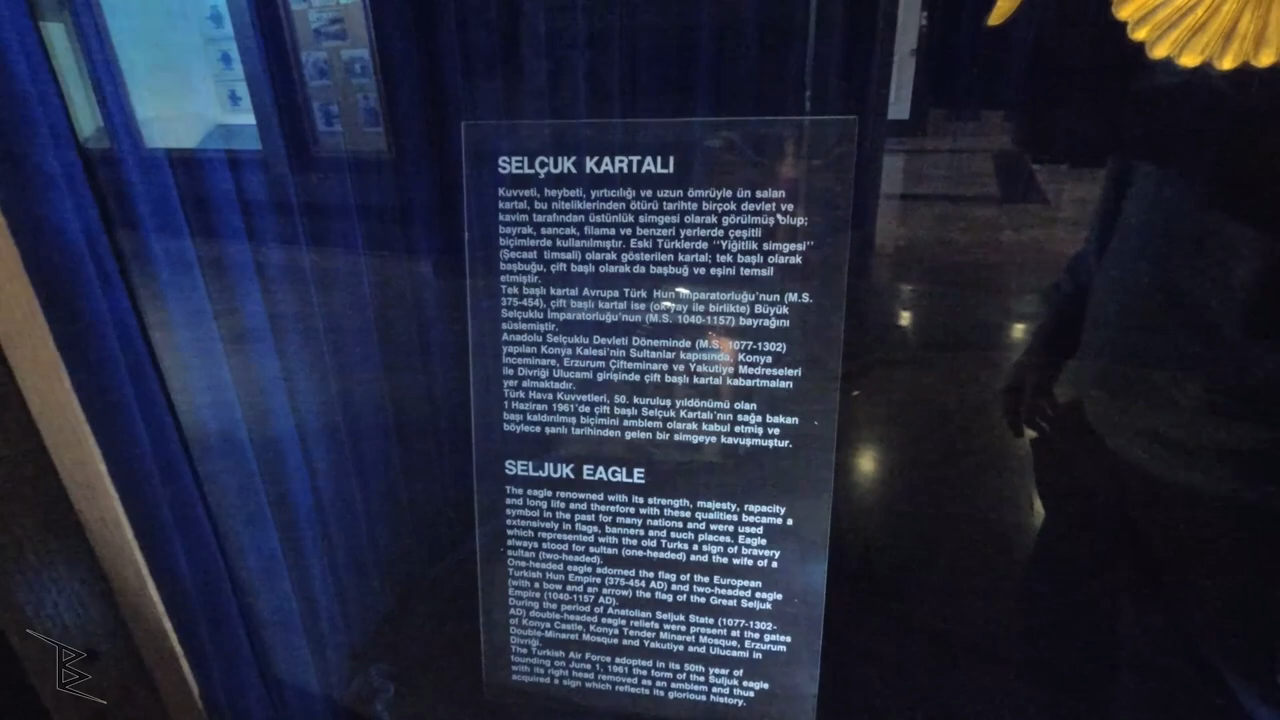 SELÇUK KARTALI
Kuvveti, heybeti, yırtıcılığı ve uzun ömrüyle ün salan
kartal, bu niteliklerinden ötürü tarihte birçok devlet ve
kavim tarafından üstünlük simgesi olarak görülmüş olup;
bayrak, sancak, filama ve benzeri yerlerde çeşitli
biçimlerde kullanılmıştır. Eski Türklerde "Yiğitlik simgesi"
(Şecaat timsali) olarak gösterilen kartal; tek başlı olarak
başbuğu, çift başlı olarak da başbuğ ve eşini temsil
etmiştir.
Tek başlı kartal Avrupa Türk Hun İmparatorluğu'nun (M.S.
375-454), çift başlı kartal ise (ok-yay ile birlikte) Büyük
Selçuklu İmparatorluğu'nun (M.S. 1040-1157) bayrağını
süslemiştir.
Anadolu Selçuklu Devleti Döneminde (M.S. 1077-1302)
yapılan Konya Kalesi'nin Sultanlar kapısında, Konya
İnceminare, Erzurum Çifteminare ve Yakutiye Medreseleri
ile Divriği Ulucami girişinde çift başlı kartal kabartmaları
yer almaktadır.
Türk Hava Kuvvetleri, 50. kuruluş yıldönümü olan
1 Haziran 1961'de çift başlı Selçuk Kartalı'nın sağa bakan
başı kaldırılmış biçimini amblem olarak kabul etmiş ve
böylece şanlı tarihinden gelen bir simgeye kavuşmuştur.
SELJUK EAGLE
The eagle renowned with its strength, majesty, rapacity
and long life and therefore with these qualities became a
symbol in the past for many nations and were used
extensively in flags, banners and such places. Eagle
which represented with the old Turks a sign of bravery
always stood for sultan (one-headed) and the wife of a
sultan (two-headed).
One-headed eagle adorned the flag of the European
Turkish Hun Empire (375-454 AD) and two-headed eagle
(with a bow and an arrow) the flag of the Great Seljuk
Empire (1040-1157 AD).
During the period of Anatolian Seljuk State (1077-1302-
AD) double-headed eagle reliefs were present at the gates
of Konya Castle, Konya Tender Minaret Mosque, Erzurum
Double-Minaret Mosque and Yakutiye and Ulucami in
Divriği.
The Turkish Air Force adopted in its 50th year of
founding on June 1, 1961 the form of the Suljuk eagle
with its right head removed as an amblem and thus
acquired a sign which reflects its glorious history.